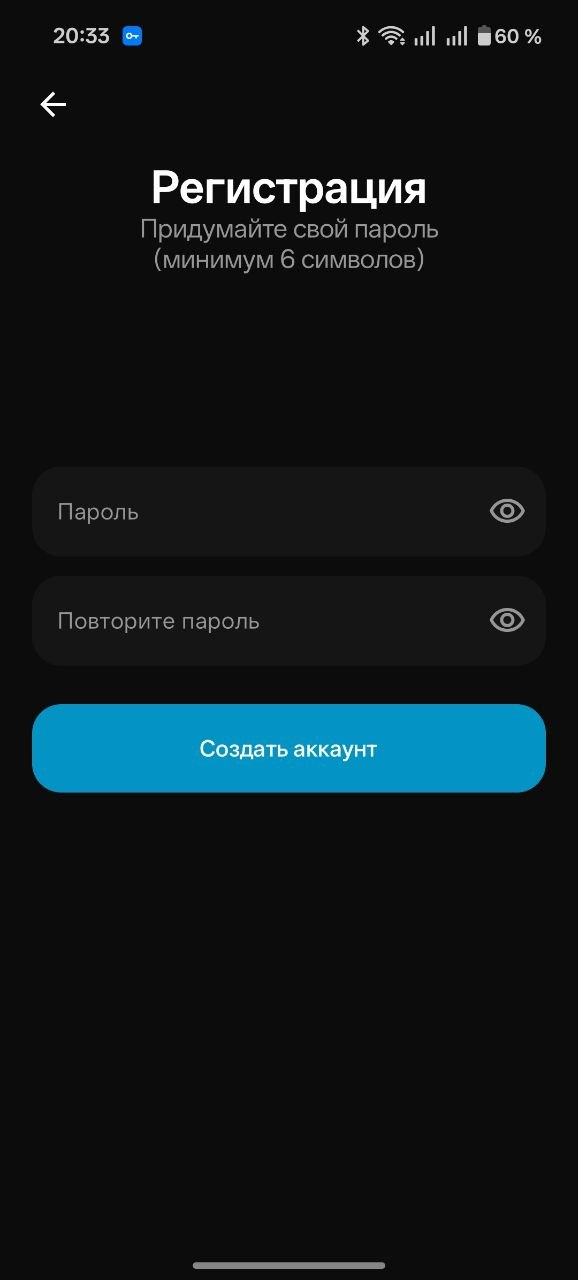 20:33
60 %
Регистрация
Придумайте свой пароль
(минимум 6 символов)
Пароль
Повторите пароль
Создать аккаунт